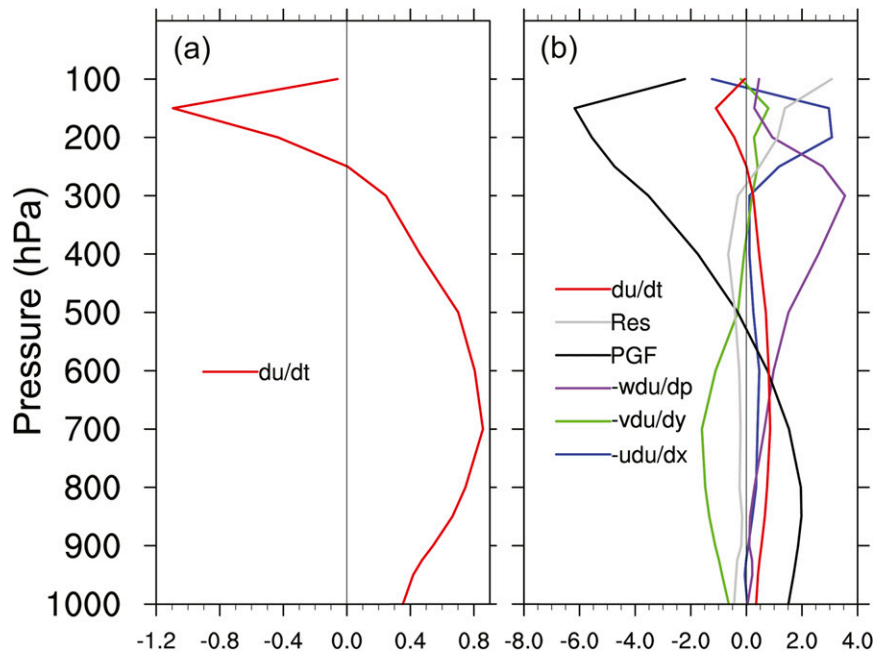 (a)
(b)
Pressure (hPa)
100
200
300
400
500
600
700
800
900
1000
du/dt
-1.2 -0.8 -0.4 0.0 0.4 0.8
du/dt
Res
PGF
-wdu/dp
-vdu/dy
-udu/dx
-8.0 -6.0 -4.0 -2.0 0.0 2.0 4.0